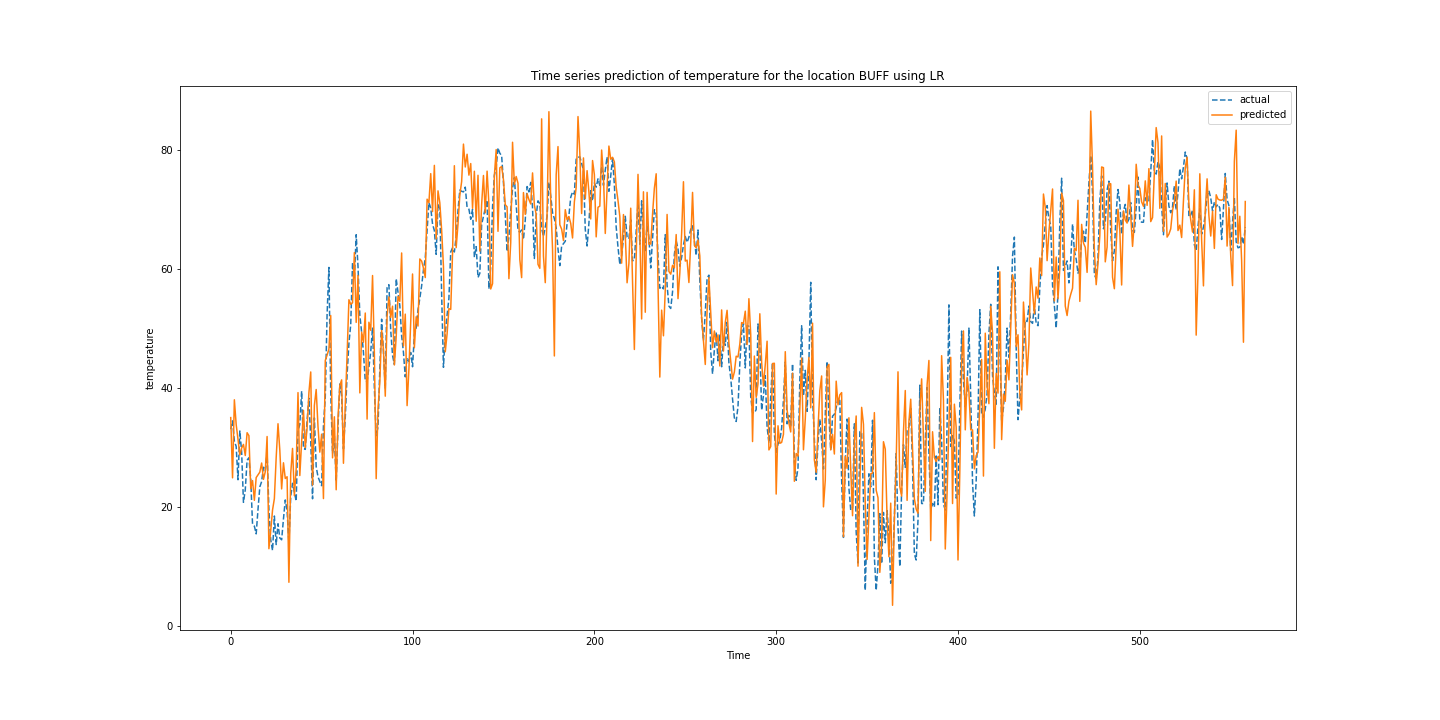 Time series prediction of temperature for the location BUFF using LR
actual
predicted
80
60
40
20
0
temperature
0 100 200 300 400 500
Time